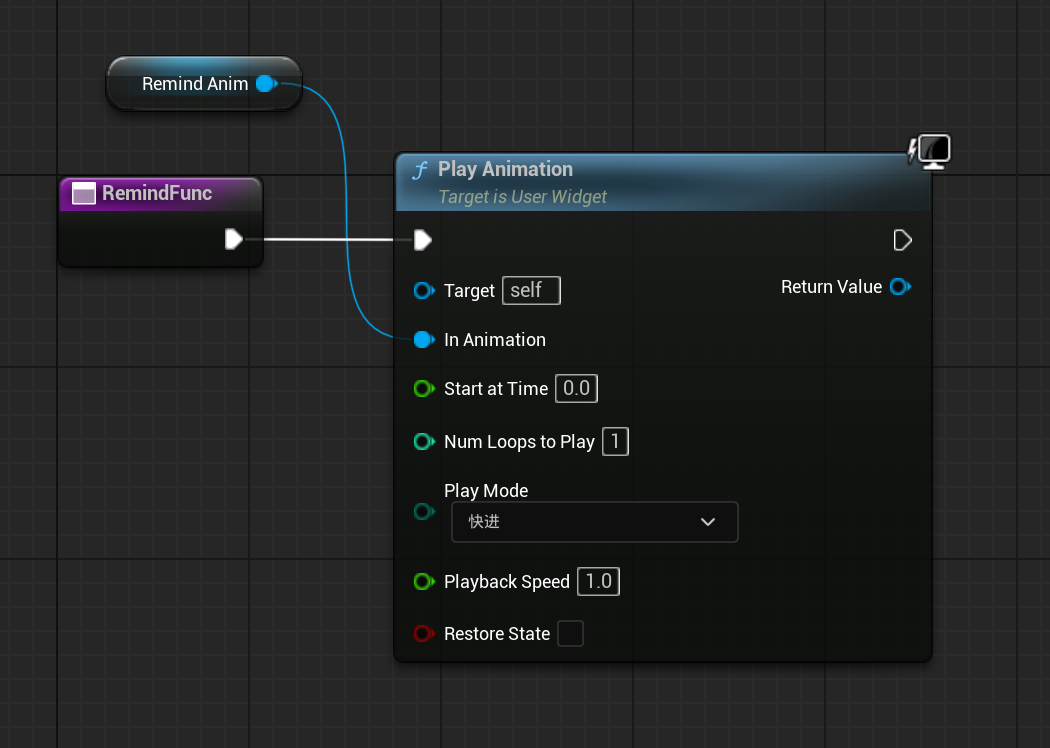 Remind Anim
RemindFunc
Play Animation
Target is User Widget
Target self
Return Value
In Animation
Start at Time 0.0
Num Loops to Play 1
Play Mode
快进
Playback Speed 1.0
Restore State